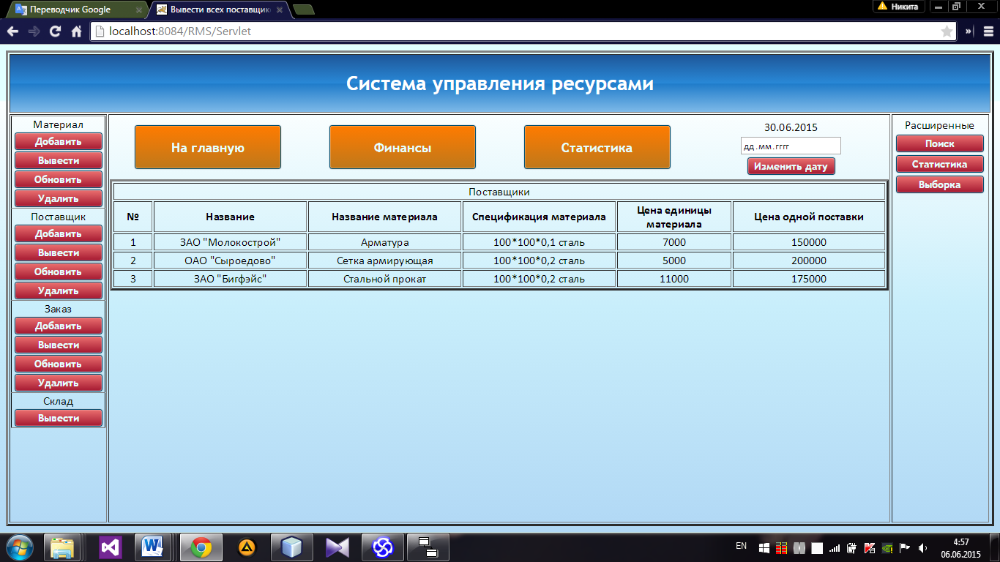 Переводчик Google
Вывести всех поставщик
Никита
localhost:8084/RMS/Servlet
Система управления ресурсами
Материал
Добавить
Вывести
Обновить
Удалить
Поставщик
Добавить
Вывести
Обновить
Удалить
Заказ
Добавить
Вывести
Обновить
Удалить
Склад
Вывести
На главную
Финансы
Статистика
30.06.2015
дд.мм.гггг
Изменить дату
Поставщики
№ Название Название материала Спецификация материала Цена единицы материала Цена одной поставки
1 ЗАО "Молокострой" Арматура 100*100*0,1 сталь 7000 150000
2 ОАО "Сыроедово" Сетка армирующая 100*100*0,2 сталь 5000 200000
3 ЗАО "Бигфэйс" Стальной прокат 100*100*0,2 сталь 11000 175000
Расширенные
Поиск
Статистика
Выборка
EN
4:57
06.06.2015